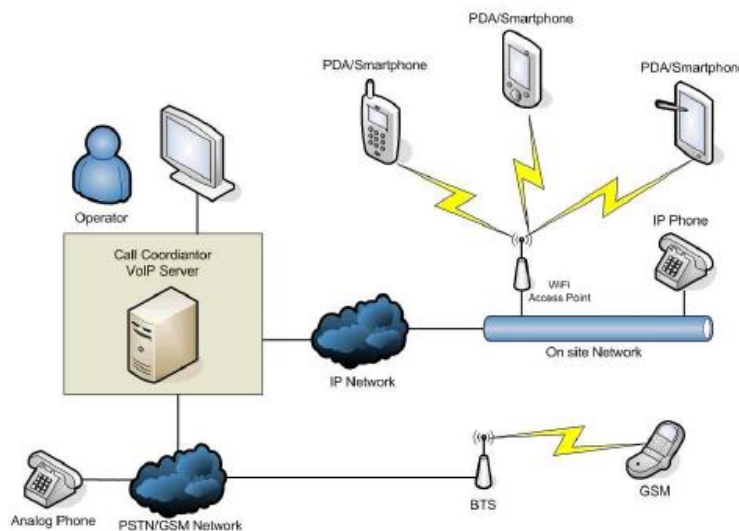 PDA/Smartphone
PDA/Smartphone
PDA/Smartphone
Operator
IP Phone
Call Coordiantor
VoIP Server
WiFi
Access Point
On site Network
IP Network
Analog Phone
PSTN/GSM Network
BTS
GSM